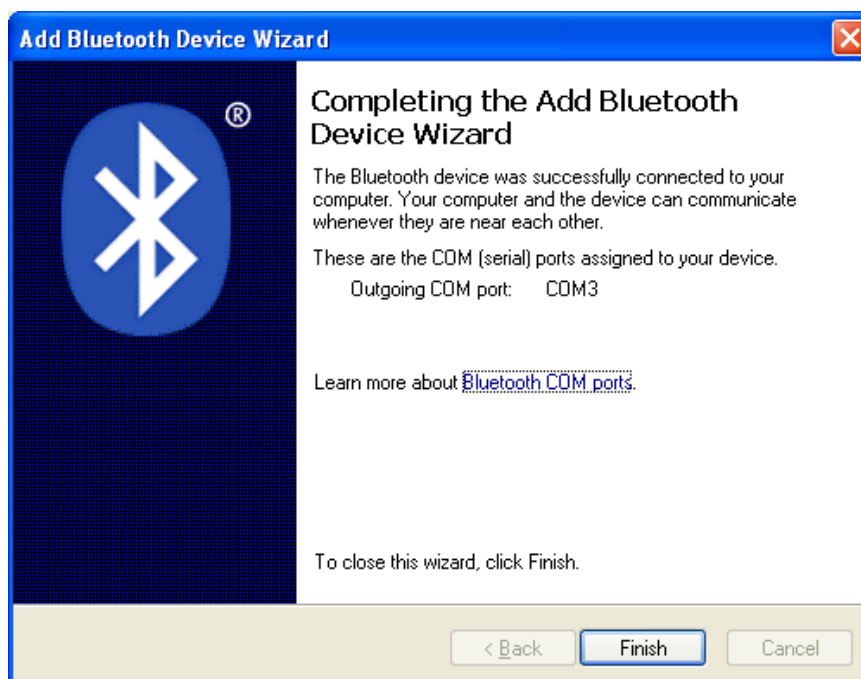 Add Bluetooth Device Wizard
®
Completing the Add Bluetooth
Device Wizard
The Bluetooth device was successfully connected to your
computer. Your computer and the device can communicate
whenever they are near each other.
These are the COM (serial) ports assigned to your device.
Outgoing COM port: COM3
Learn more about Bluetooth COM ports.
To close this wizard, click Finish.
< Back Finish Cancel